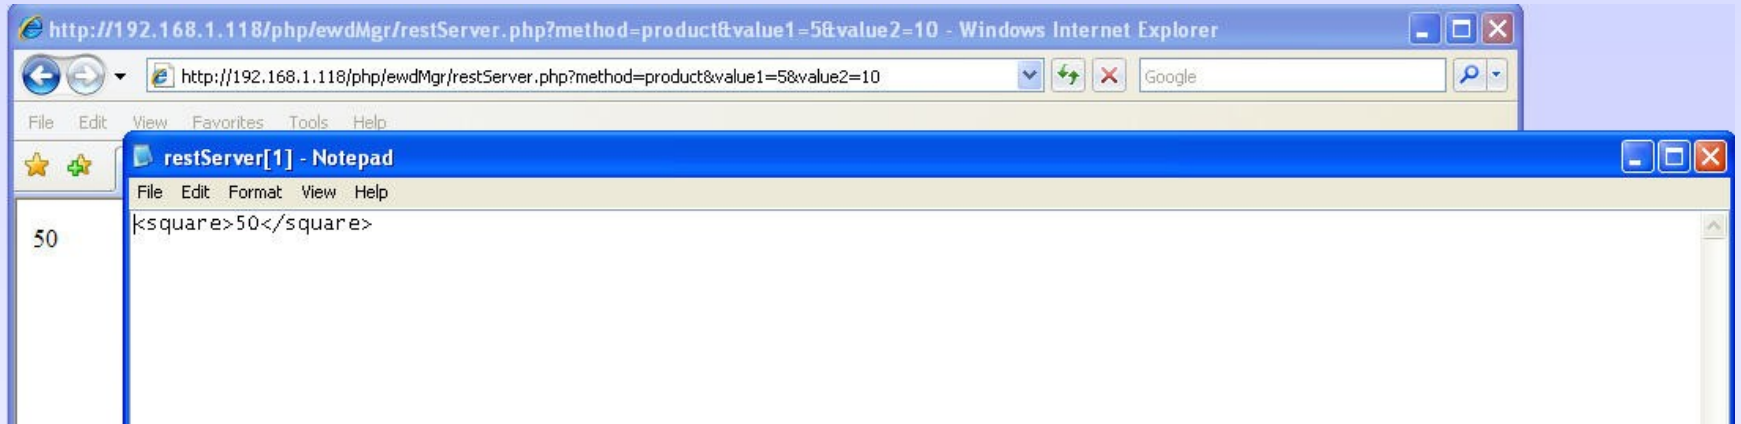 http://192.168.1.118/php/ewdMgr/restServer.php?method=product&value1=5&value2=10 - Windows Internet Explorer
http://192.168.1.118/php/ewdMgr/restServer.php?method=product&value1=5&value2=10
Google
File Edit View Favorites Tools Help
restServer[1] - Notepad
File Edit Format View Help
<square>50</square>
50